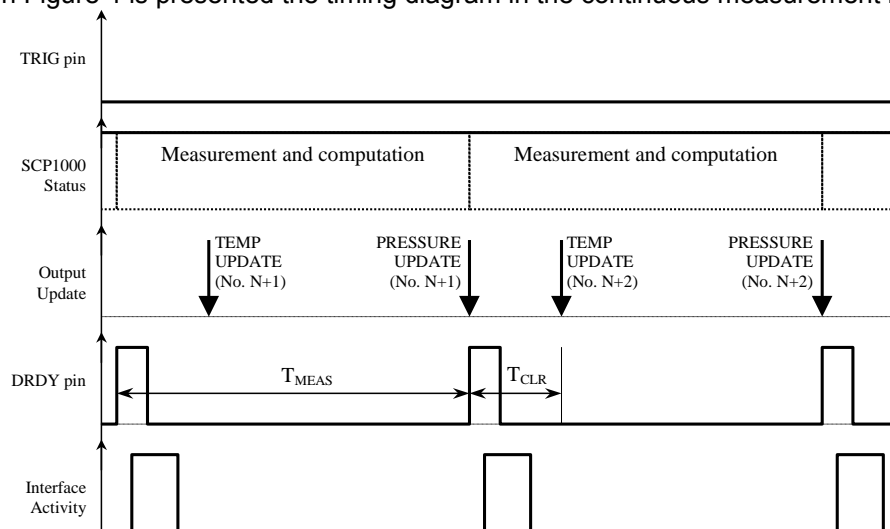 n Figure 4 is presented the timing diagram in the continuous measurement
TRIG pin
SCP1000
Status
Measurement and computation
Measurement and computation
Output
Update
TEMP
UPDATE
(No. N+1)
PRESSURE
UPDATE
(No. N+1)
TEMP
UPDATE
(No. N+2)
PRESSURE
UPDATE
(No. N+2)
DRDY pin
TMEAS
TCLR
Interface
Activity